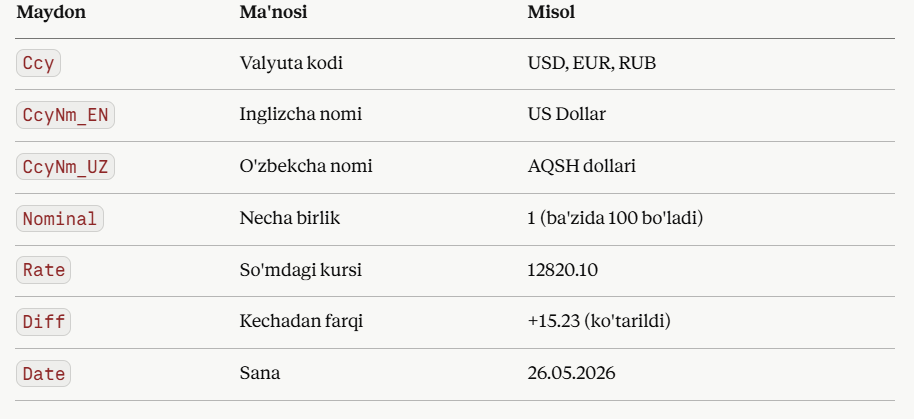 Maydon Ma'nosi Misol
Ccy Valyuta kodi USD, EUR, RUB
CcyNm_EN Inglizcha nomi US Dollar
CcyNm_UZ O'zbekcha nomi AQSH dollari
Nominal Necha birlik 1 (ba'zida 100 bo'ladi)
Rate So'mdagi kursi 12820.10
Diff Kechadan farqi +15.23 (ko'tarildi)
Date Sana 26.05.2026